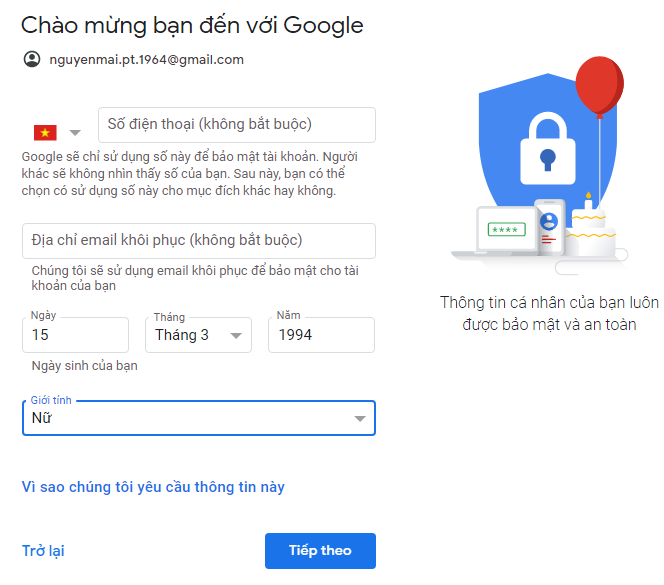 Chào mừng bạn đến với Google
nguyenmai.pt.1964@gmail.com
Số điện thoại (không bắt buộc)
Google sẽ chỉ sử dụng số này để bảo mật tài khoản. Người
khác sẽ không nhìn thấy số của bạn. Sau này, bạn có thể
chọn có sử dụng số này cho mục đích khác hay không.
Địa chỉ email khôi phục (không bắt buộc)
Chúng tôi sẽ sử dụng email khôi phục để bảo mật cho tài
khoản của bạn
Ngày
15
Tháng
Tháng 3
Năm
1994
Ngày sinh của bạn
Giới tính
Nữ
Vì sao chúng tôi yêu cầu thông tin này
Trở lại
Tiếp theo
****
Thông tin cá nhân của bạn luôn
được bảo mật và an toàn